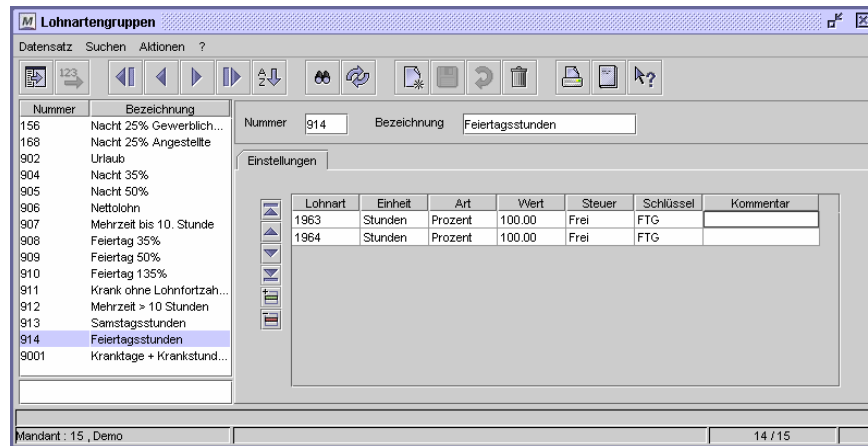 M Lohnartengruppen
Datensatz Suchen Aktionen ?
123
A Z
?
Nummer Bezeichnung
156 Nacht 25% Gewerblich...
168 Nacht 25% Angestellte
902 Urlaub
904 Nacht 35%
905 Nacht 50%
906 Nettolohn
907 Mehrzeit bis 10. Stunde
908 Feiertag 35%
909 Feiertag 50%
910 Feiertag 135%
911 Krank ohne Lohnfortzah...
912 Mehrzeit > 10 Stunden
913 Samstagsstunden
914 Feiertagsstunden
9001 Kranktage + Krankstund...
Nummer 914 Bezeichnung Feiertagsstunden
Einstellungen
Lohnart Einheit Art Wert Steuer Schlüssel Kommentar
1963 Stunden Prozent 100.00 Frei FTG
1964 Stunden Prozent 100.00 Frei FTG
Mandant : 15 , Demo 14 / 15